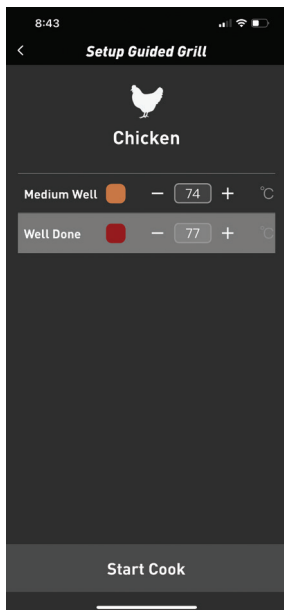 8:43
Setup Guided Grill
Chicken
Medium Well − 74 + °C
Well Done − 77 + °C
Start Cook